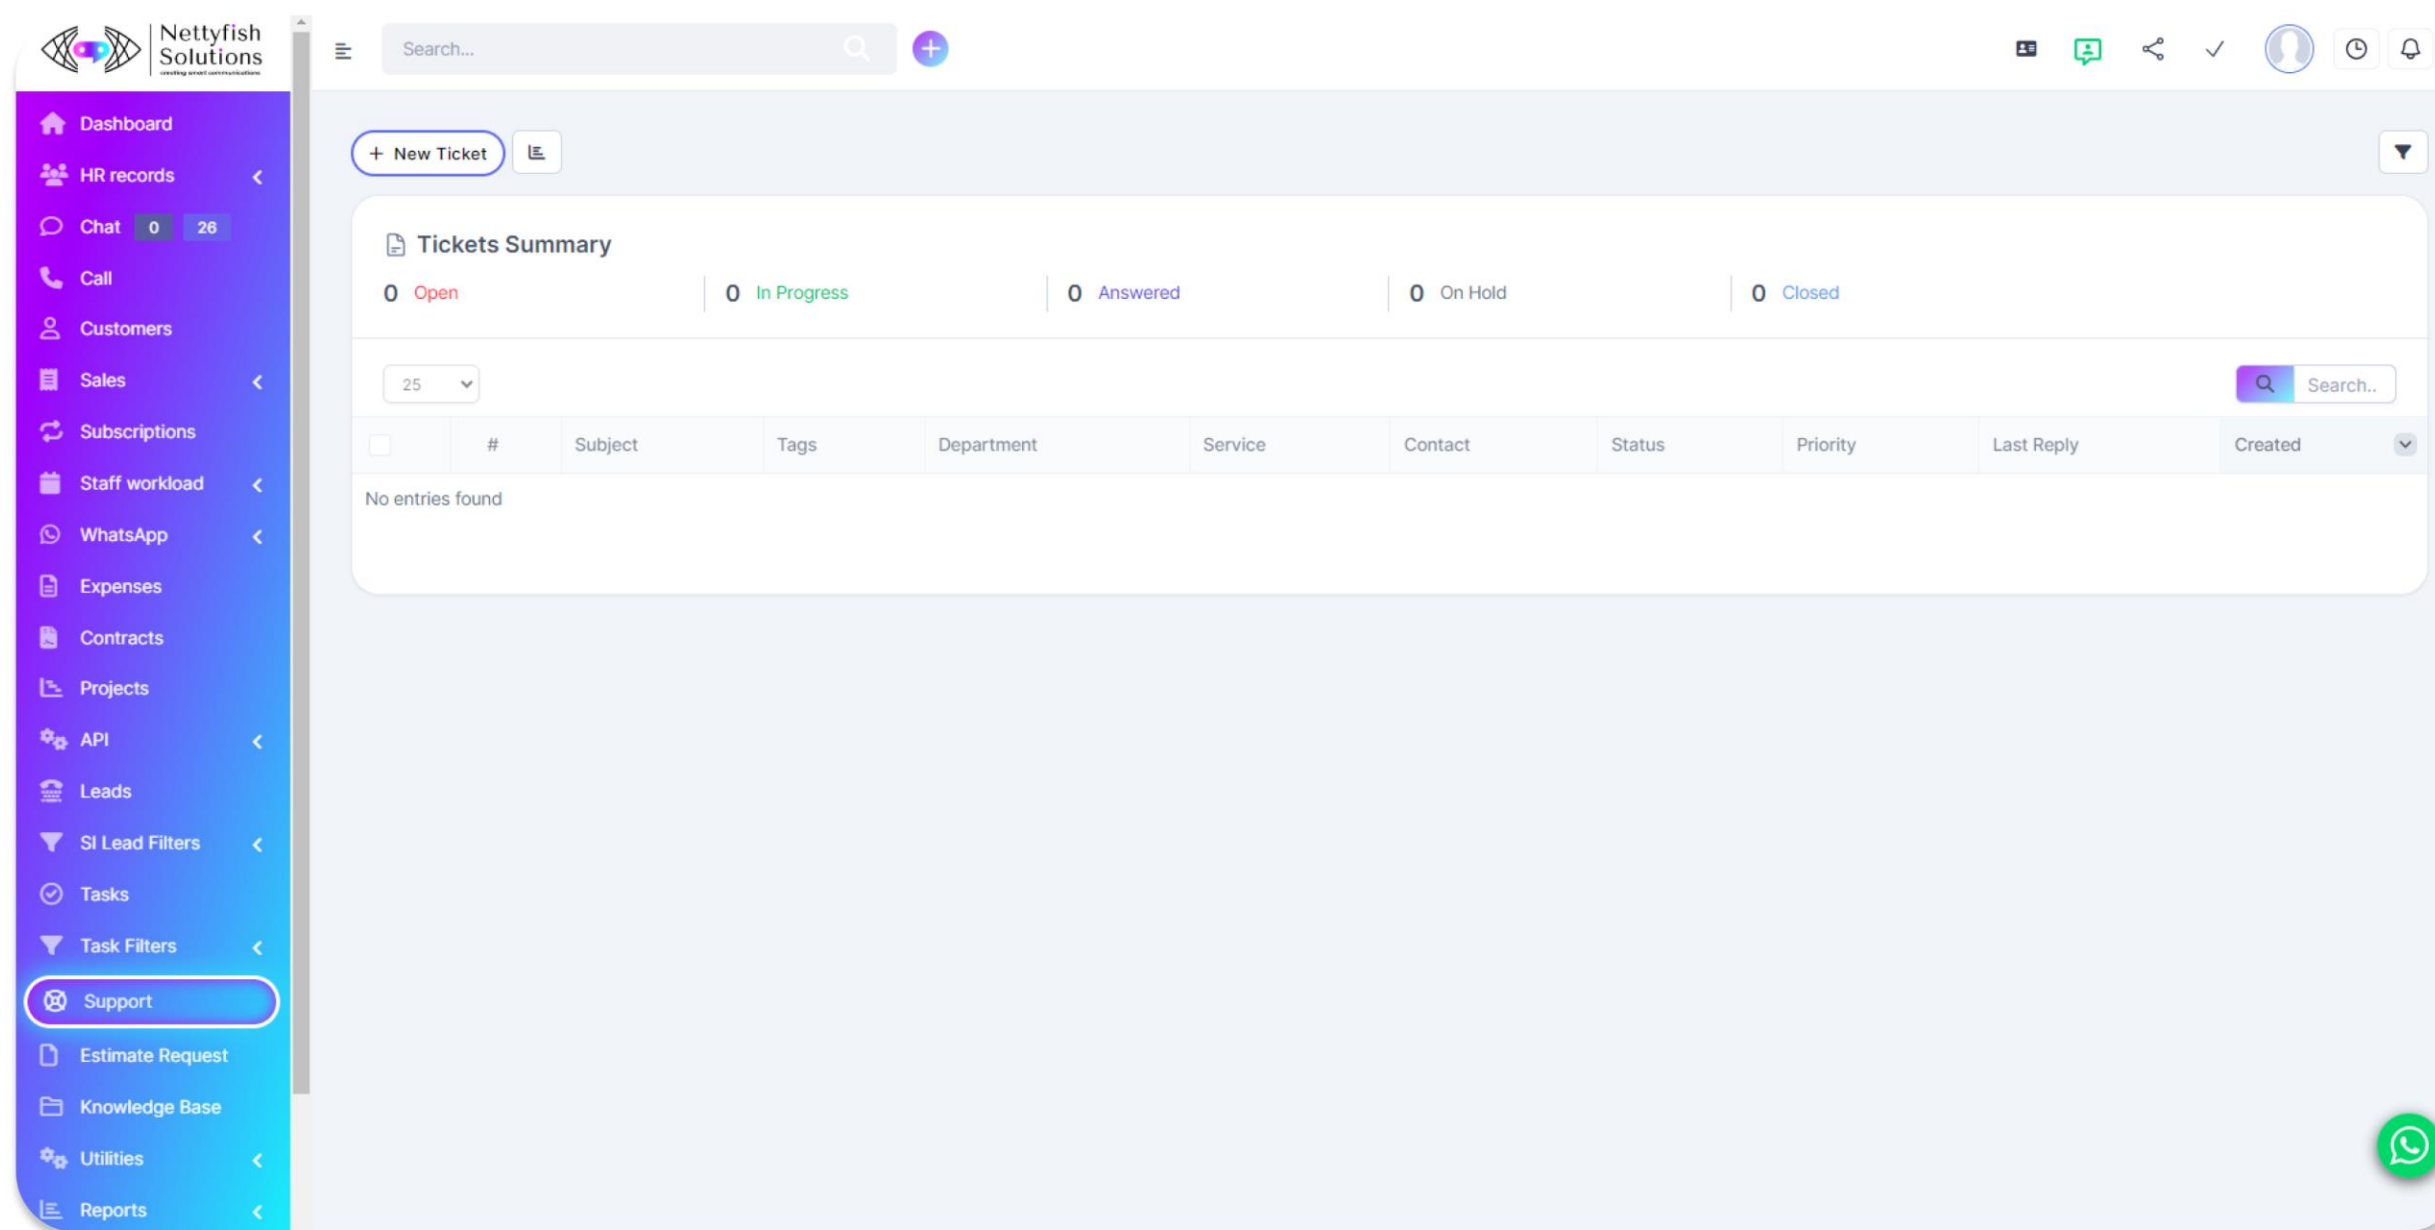 Nettyfish
Solutions
creating smart communications
Search...
Dashboard
HR records
Chat 0 26
Call
Customers
Sales
Subscriptions
Staff workload
WhatsApp
Expenses
Contracts
Projects
API
Leads
SI Lead Filters
Tasks
Task Filters
Support
Estimate Request
Knowledge Base
Utilities
Reports
+ New Ticket
Tickets Summary
0 Open 0 In Progress 0 Answered 0 On Hold 0 Closed
25 Search..
# Subject Tags Department Service Contact Status Priority Last Reply Created
No entries found